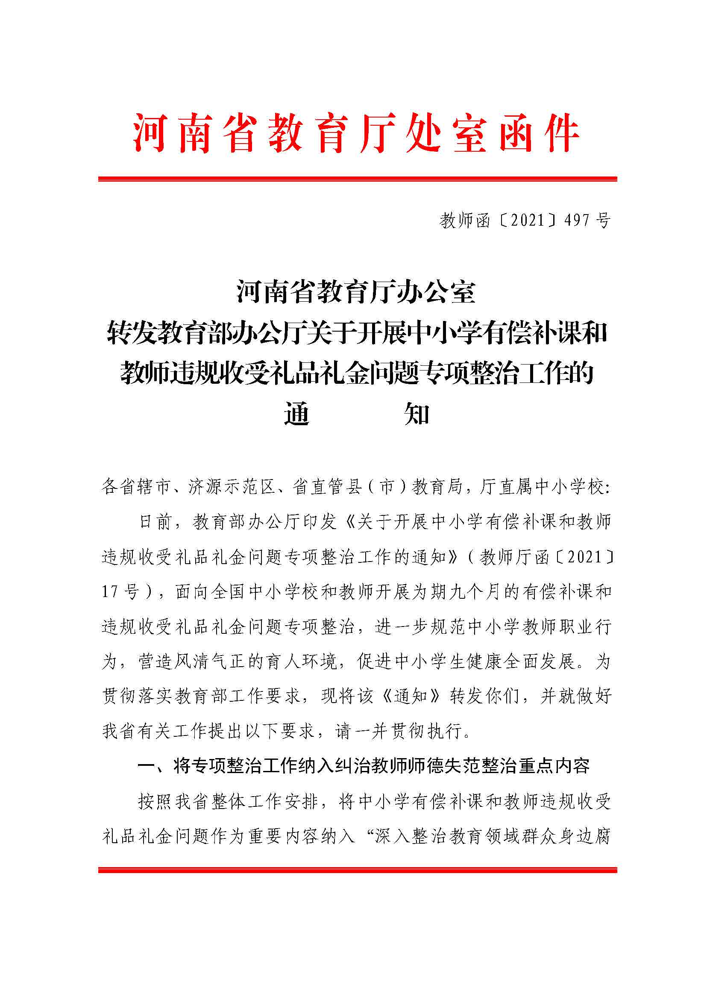 河南省教育厅处室函件
教师函〔2021〕497 号
河南省教育厅办公室
转发教育部办公厅关于开展中小学有偿补课和
教师违规收受礼品礼金问题专项整治工作的
通 知
各省辖市、济源示范区、省直管县（市）教育局，厅直属中小学校：
日前，教育部办公厅印发《关于开展中小学有偿补课和教师
违规收受礼品礼金问题专项整治工作的通知》（教师厅函〔2021〕
17 号），面向全国中小学校和教师开展为期九个月的有偿补课和
违规收受礼品礼金问题专项整治，进一步规范中小学教师职业行
为，营造风清气正的育人环境，促进中小学生健康全面发展。为
贯彻落实教育部工作要求，现将该《通知》转发你们，并就做好
我省有关工作提出以下要求，请一并贯彻执行。
一、将专项整治工作纳入纠治教师师德失范整治重点内容
按照我省整体工作安排，将中小学有偿补课和教师违规收受
礼品礼金问题作为重要内容纳入“深入整治教育领域群众身边腐